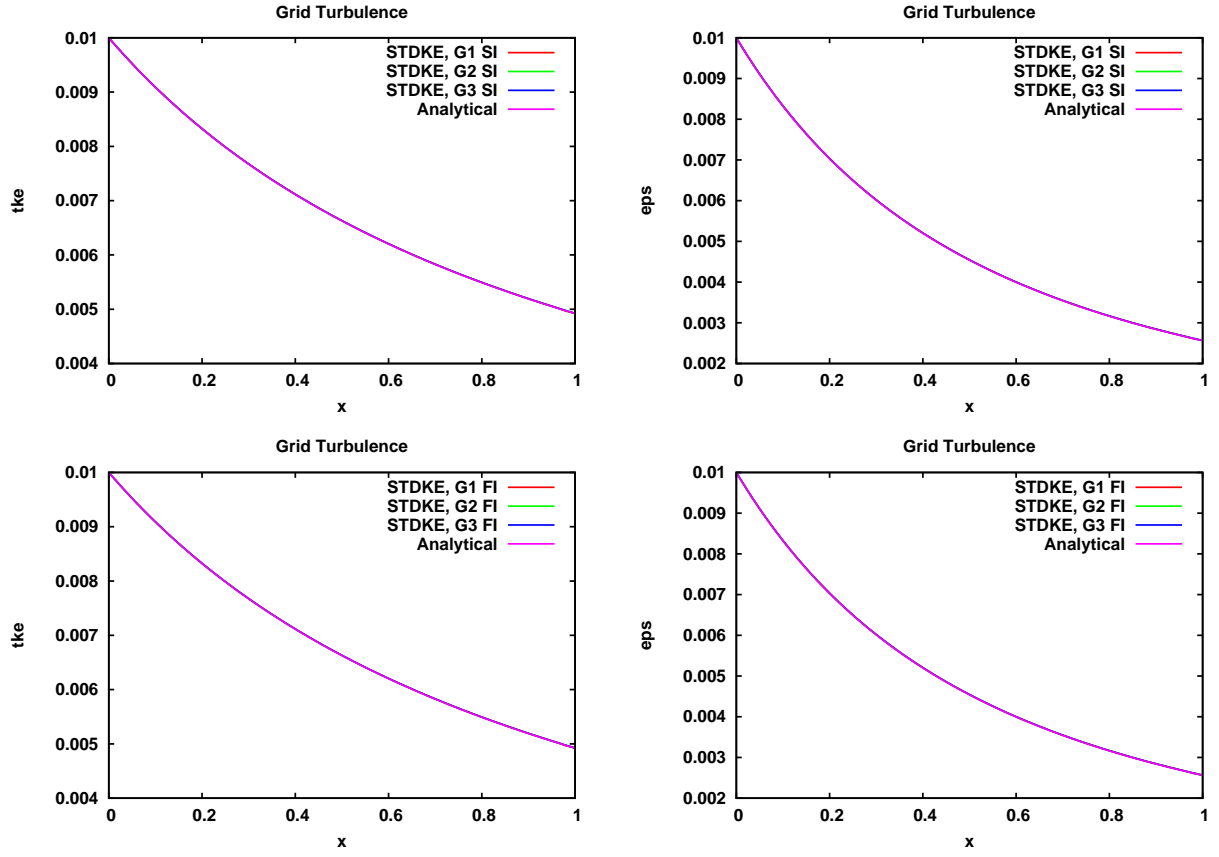 Grid Turbulence
0.01
0.009
0.008
0.007
0.006
0.005
0.004
tke
STDKE, G1 SI
STDKE, G2 SI
STDKE, G3 SI
Analytical
0 0.2 0.4 0.6 0.8 1
x
Grid Turbulence
0.01
0.009
0.008
0.007
0.006
0.005
0.004
0.003
0.002
eps
STDKE, G1 SI
STDKE, G2 SI
STDKE, G3 SI
Analytical
0 0.2 0.4 0.6 0.8 1
x
Grid Turbulence
0.01
0.009
0.008
0.007
0.006
0.005
0.004
tke
STDKE, G1 FI
STDKE, G2 FI
STDKE, G3 FI
Analytical
0 0.2 0.4 0.6 0.8 1
x
Grid Turbulence
0.01
0.009
0.008
0.007
0.006
0.005
0.004
0.003
0.002
eps
STDKE, G1 FI
STDKE, G2 FI
STDKE, G3 FI
Analytical
0 0.2 0.4 0.6 0.8 1
x